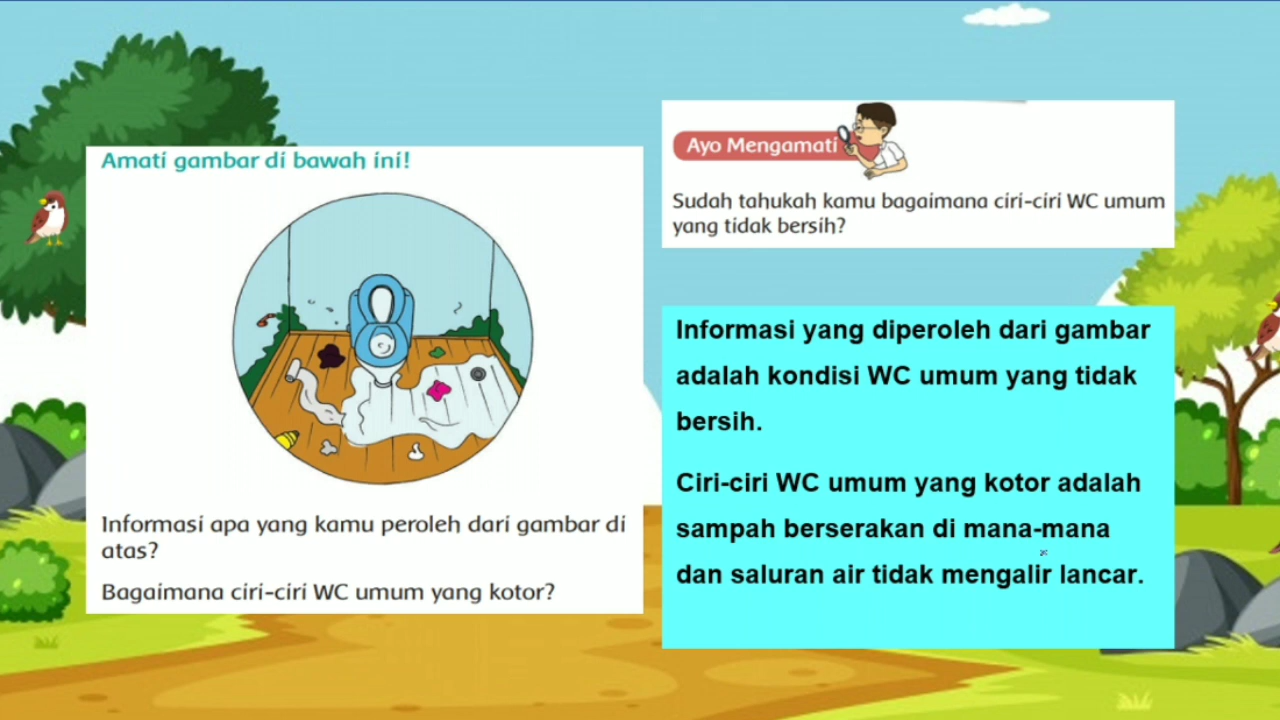 Amati gambar di bawah ini!
Informasi apa yang kamu peroleh dari gambar di
atas?
Bagaimana ciri-ciri WC umum yang kotor?
Ayo Mengamati
Sudah tahukah kamu bagaimana ciri-ciri WC umum
yang tidak bersih?
Informasi yang diperoleh dari gambar
adalah kondisi WC umum yang tidak
bersih.
Ciri-ciri WC umum yang kotor adalah
sampah berserakan di mana-mana
dan saluran air tidak mengalir lancar.